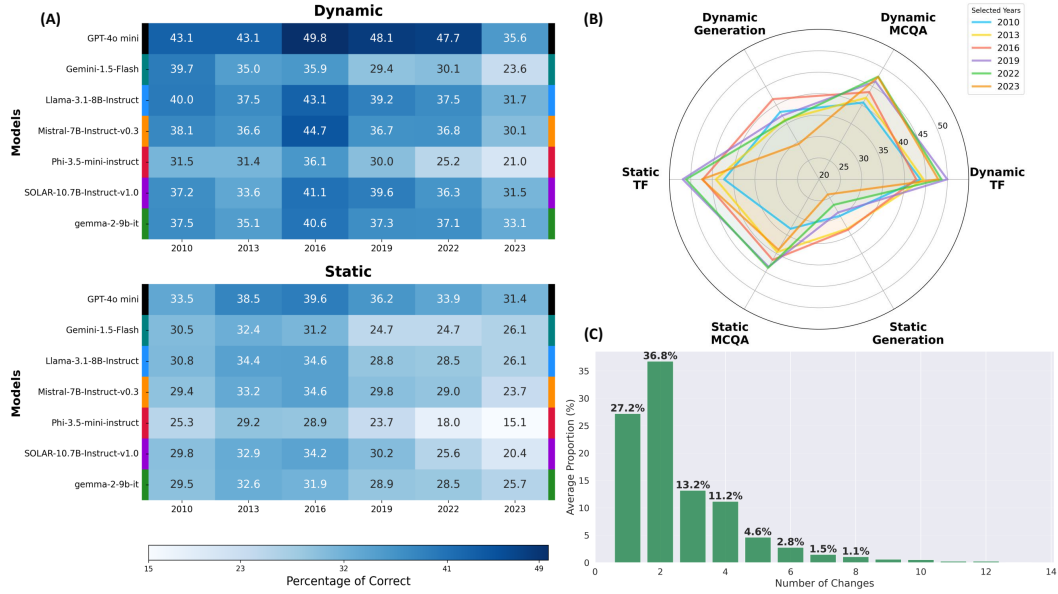 (A)
Dynamic
Models
GPT-4o mini 43.1 43.1 49.8 48.1 47.7 35.6
Gemini-1.5-Flash 39.7 35.0 35.9 29.4 30.1 23.6
Llama-3.1-8B-Instruct 40.0 37.5 43.1 39.2 37.5 31.7
Mistral-7B-Instruct-v0.3 38.1 36.6 44.7 36.7 36.8 30.1
Phi-3.5-mini-instruct 31.5 31.4 36.1 30.0 25.2 21.0
SOLAR-10.7B-Instruct-v1.0 37.2 33.6 41.1 39.6 36.3 31.5
gemma-2-9b-it 37.5 35.1 40.6 37.3 37.1 33.1
2010 2013 2016 2019 2022 2023
Static
Models
GPT-4o mini 33.5 38.5 39.6 36.2 33.9 31.4
Gemini-1.5-Flash 30.5 32.4 31.2 24.7 24.7 26.1
Llama-3.1-8B-Instruct 30.8 34.4 34.6 28.8 28.5 26.1
Mistral-7B-Instruct-v0.3 29.4 33.2 34.6 29.8 29.0 23.7
Phi-3.5-mini-instruct 25.3 29.2 28.9 23.7 18.0 15.1
SOLAR-10.7B-Instruct-v1.0 29.8 32.9 34.2 30.2 25.6 20.4
gemma-2-9b-it 29.5 32.6 31.9 28.9 28.5 25.7
2010 2013 2016 2019 2022 2023
15 23 32 41 49
Percentage of Correct
(B)
Dynamic
Generation
Dynamic
MCQA
Selected Years
2010
2013
2016
2019
2022
2023
Static
TF
20 25 30 35 40 45 50
Dynamic
TF
Static
MCQA
Static
Generation
(C)
Average Proportion (%)
35
30
25
20
15
10
5
0
27.2%
36.8%
13.2%
11.2%
4.6%
2.8%
1.5%
1.1%
0 2 4 6 8 10 12 14
Number of Changes